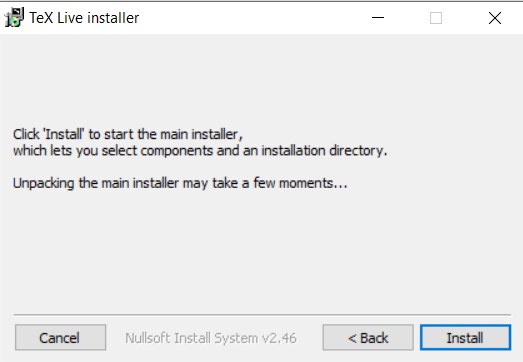 TeX Live installer
Click 'Install' to start the main installer,
which lets you select components and an installation directory.
Unpacking the main installer may take a few moments...
Cancel
Nullsoft Install System v2.46
< Back
Install